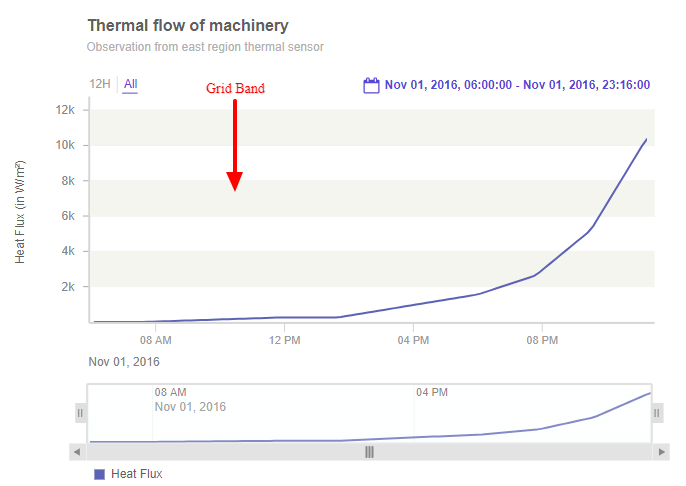 Thermal flow of machinery
Observation from east region thermal sensor
12H All
Nov 01, 2016, 06:00:00 - Nov 01, 2016, 23:16:00
Grid Band
Heat Flux (in W/m²)
12k
10k
8k
6k
4k
2k
08 AM 12 PM 04 PM 08 PM
Nov 01, 2016
08 AM 04 PM
Nov 01, 2016
Heat Flux